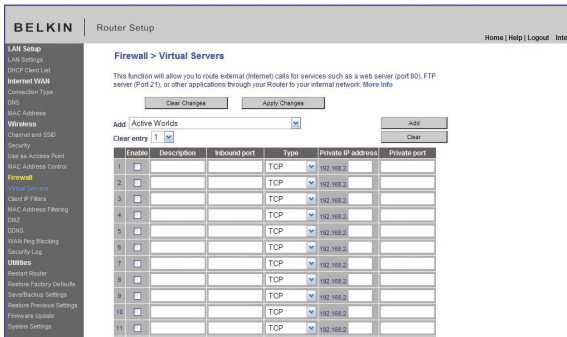 BELKIN
Router Setup
Home | Help | Logout Inte
LAN Setup
LAN Settings
DHCP Client List
Internet WAN
Connection Type
DNS
MAC Address
Wireless
Channel and SSID
Security
Use as Access Point
MAC Address Control
Firewall
Virtual Servers
Client IP Filters
MAC Address Filtering
DMZ
DDNS
WAN Ping Blocking
Security Log
Utilities
Restart Router
Restore Factory Defaults
Save/Backup Settings
Restore Previous Settings
Firmware Update
System Settings
Firewall > Virtual Servers
This function will allow you to route external (Internet) calls for services such as a web server (port 80), FTP
server (Port 21), or other applications through your Router to your internal network. More Info
Clear Changes Apply Changes
Add Active Worlds Add
Clear entry 1 Clear
Enable Description Inbound port Type Private IP address Private port
1 TCP 192.168.2.
2 TCP 192.168.2.
3 TCP 192.168.2.
4 TCP 192.168.2.
5 TCP 192.168.2.
6 TCP 192.168.2.
7 TCP 192.168.2.
8 TCP 192.168.2.
9 TCP 192.168.2.
10 TCP 192.168.2.
11 TCP 192.168.2.